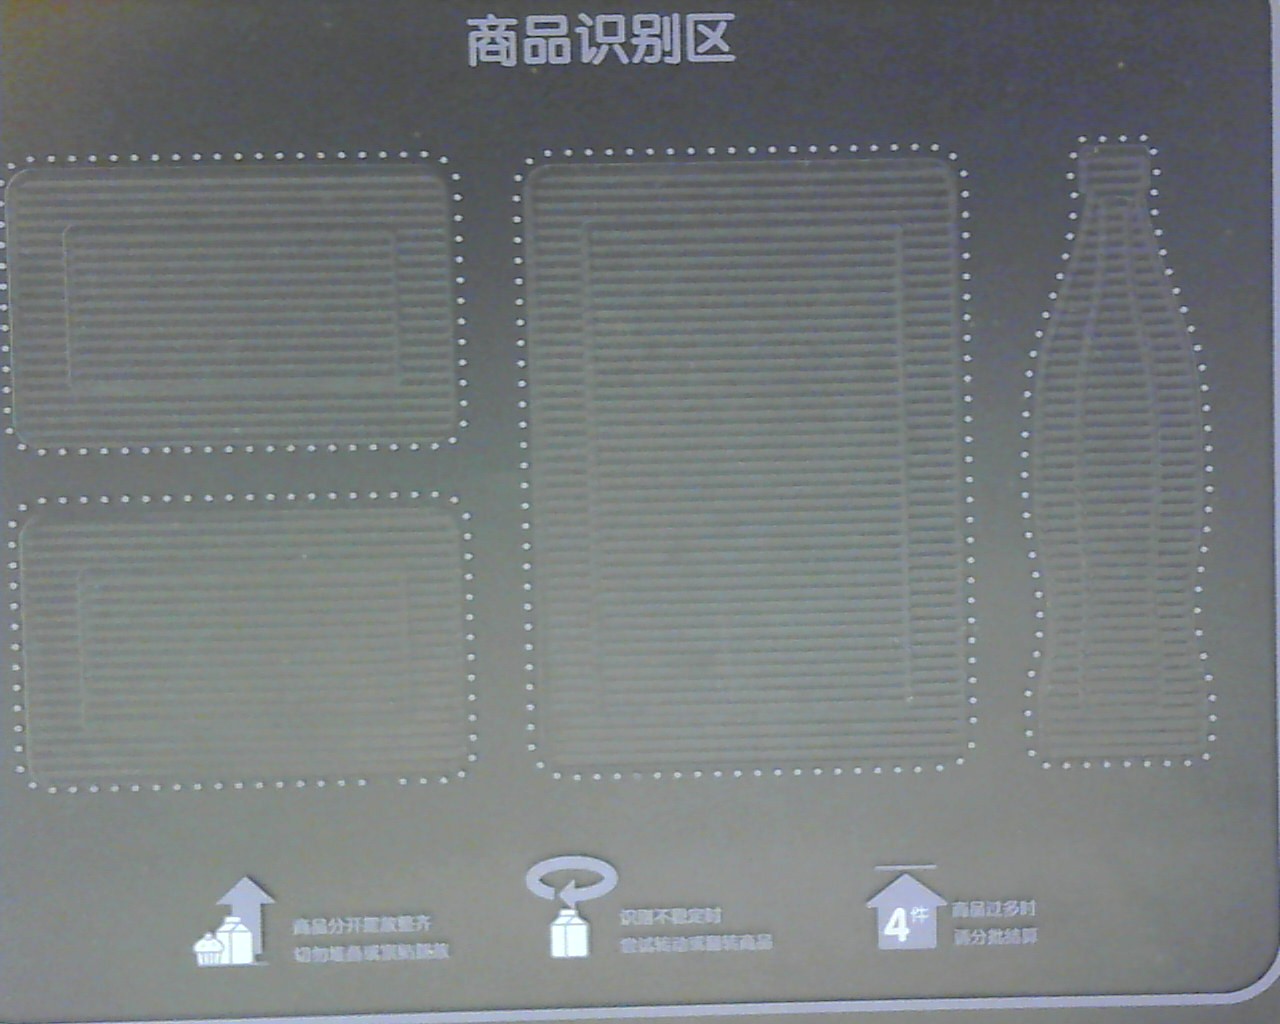 商品识别区
商品分开摆放整齐
切勿堆叠或紧贴摆放
识别不稳定时
尝试转动或翻转商品
4件
商品过多时
请分批结算